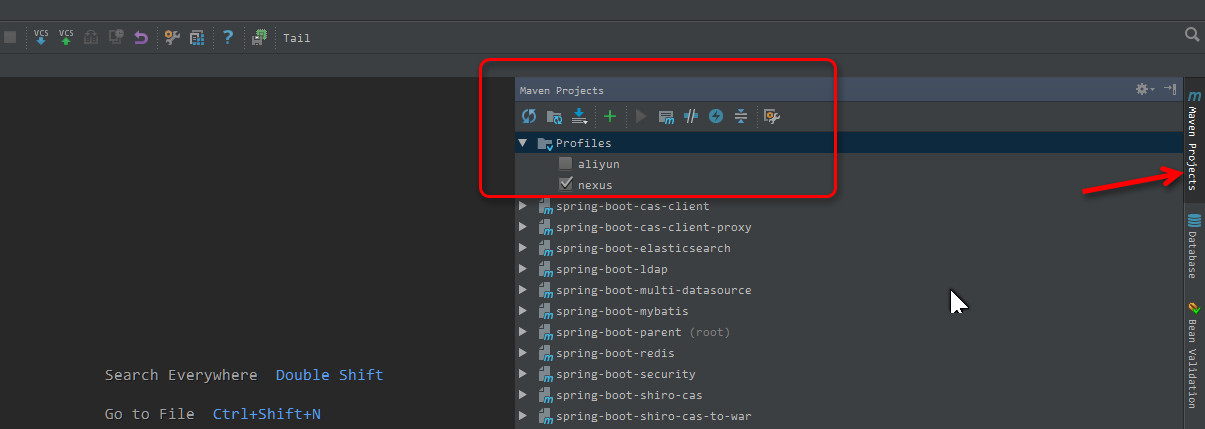 VCS VCS ? Tail
Maven Projects
Profiles
aliyun
nexus
spring-boot-cas-client
spring-boot-cas-client-proxy
spring-boot-elasticsearch
spring-boot-ldap
spring-boot-multi-datasource
spring-boot-mybatis
spring-boot-parent (root)
spring-boot-redis
spring-boot-security
spring-boot-shiro-cas
spring-boot-shiro-cas-to-war
Search Everywhere Double Shift
Go to File Ctrl+Shift+N
Maven Projects
Database
Bean Validation